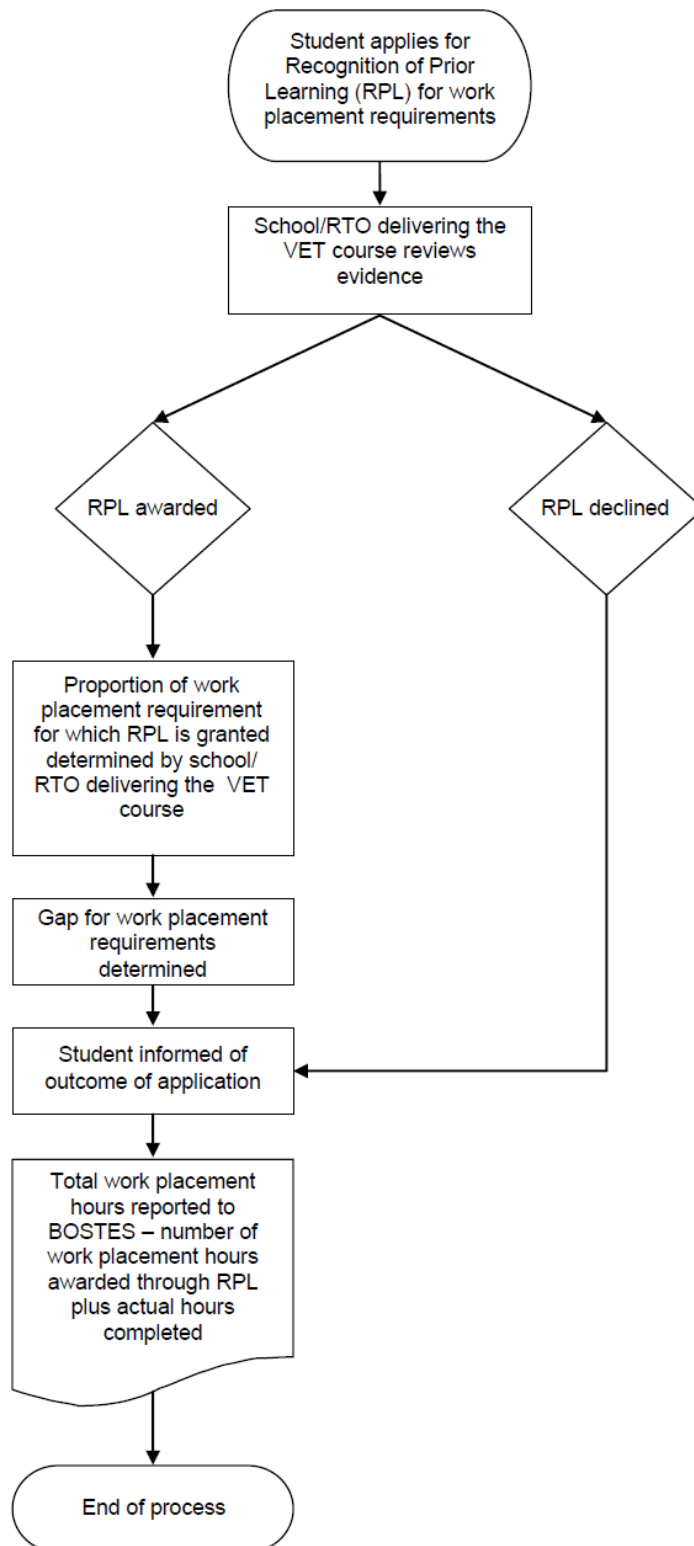 Student applies for
Recognition of Prior
Learning (RPL) for work
placement requirements
School/RTO delivering the
VET course reviews
evidence
RPL awarded
RPL declined
Proportion of work
placement requirement
for which RPL is granted
determined by school/
RTO delivering the VET
course
Gap for work placement
requirements
determined
Student informed of
outcome of application
Total work placement
hours reported to
BOSTES – number of
work placement hours
awarded through RPL
plus actual hours
completed
End of process